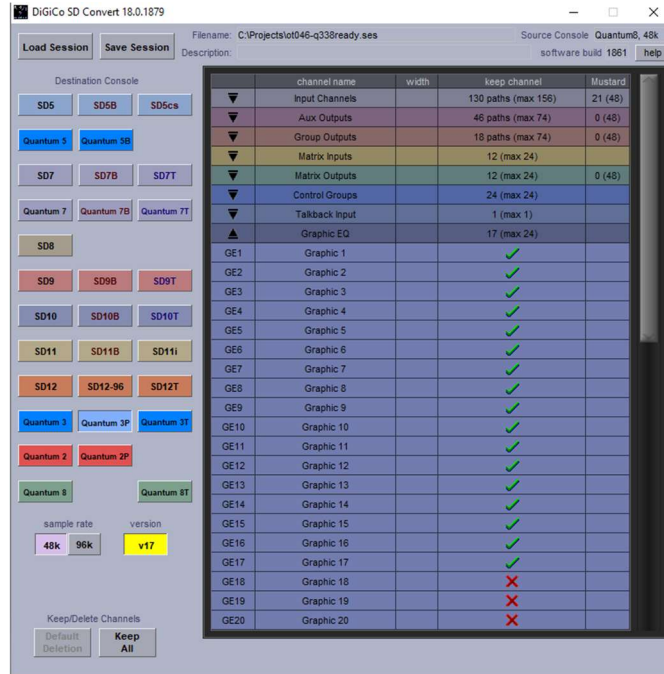 DiGiCo SD Convert 18.0.1879
Load Session Save Session
Filename: C:\Projects\ot046-q338ready.ses
Source Console Quantum8, 48k
Description:
software build 1861 help
Destination Console
SD5 SD5B SD5cs
Quantum 5 Quantum 5B
SD7 SD7B SD7T
Quantum 7 Quantum 7B Quantum 7T
SD8
SD9 SD9B SD9T
SD10 SD10B SD10T
SD11 SD11B SD11i
SD12 SD12-96 SD12T
Quantum 3 Quantum 3P Quantum 3T
Quantum 2 Quantum 2P
Quantum 8 Quantum 8T
sample rate version
48k 96k v17
Keep/Delete Channels
Default Deletion
Keep All
channel name width keep channel Mustard
Input Channels 130 paths (max 156) 21 (48)
Aux Outputs 46 paths (max 74) 0 (48)
Group Outputs 18 paths (max 74) 0 (48)
Matrix Inputs 12 (max 24)
Matrix Outputs 12 (max 24) 0 (48)
Control Groups 24 (max 24)
Talkback Input 1 (max 1)
Graphic EQ 17 (max 24)
GE1 Graphic 1
GE2 Graphic 2
GE3 Graphic 3
GE4 Graphic 4
GE5 Graphic 5
GE6 Graphic 6
GE7 Graphic 7
GE8 Graphic 8
GE9 Graphic 9
GE10 Graphic 10
GE11 Graphic 11
GE12 Graphic 12
GE13 Graphic 13
GE14 Graphic 14
GE15 Graphic 15
GE16 Graphic 16
GE17 Graphic 17
GE18 Graphic 18
GE19 Graphic 19
GE20 Graphic 20